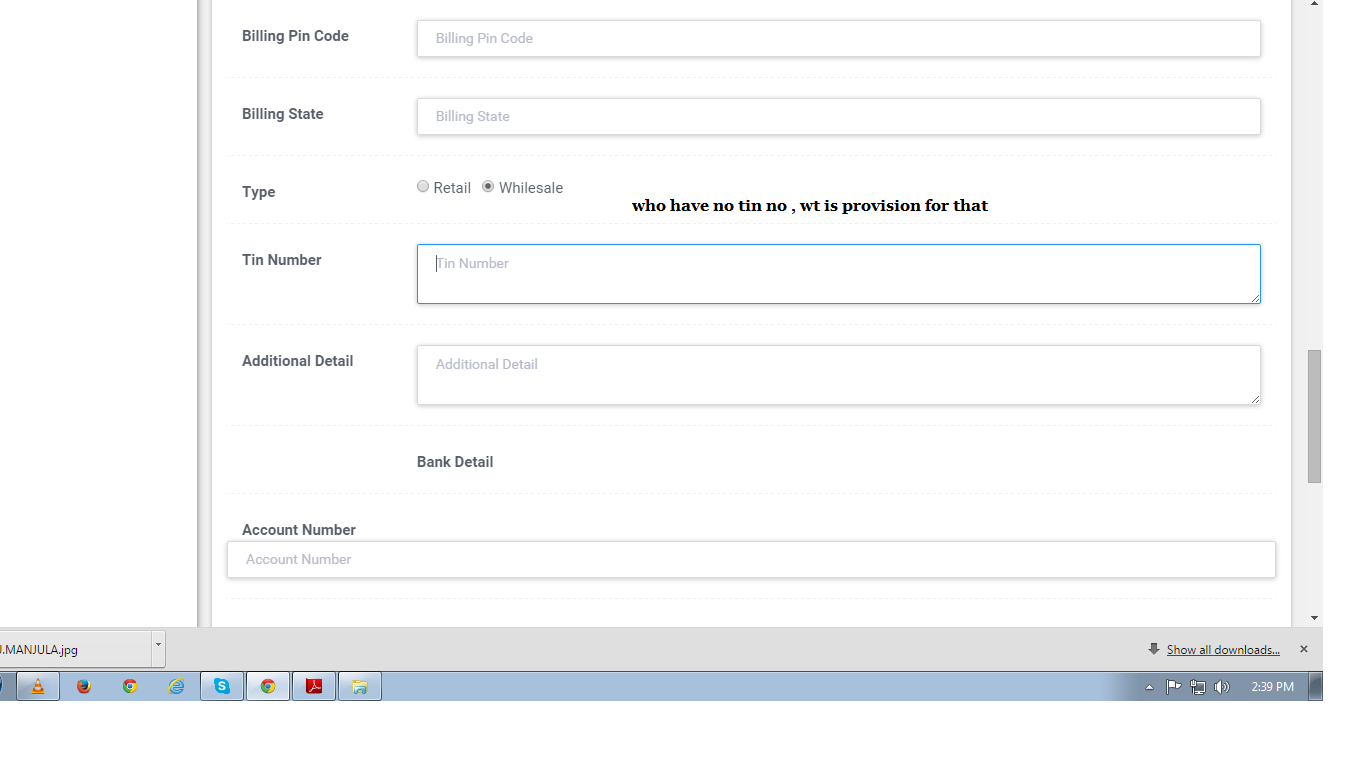 Billing Pin Code
Billing Pin Code
Billing State
Billing State
Type
Retail
Whilesale
who have no tin no , wt is provision for that
Tin Number
Tin Number
Additional Detail
Additional Detail
Bank Detail
Account Number
Account Number
J.MANJULA.jpg
Show all downloads...
2:39 PM